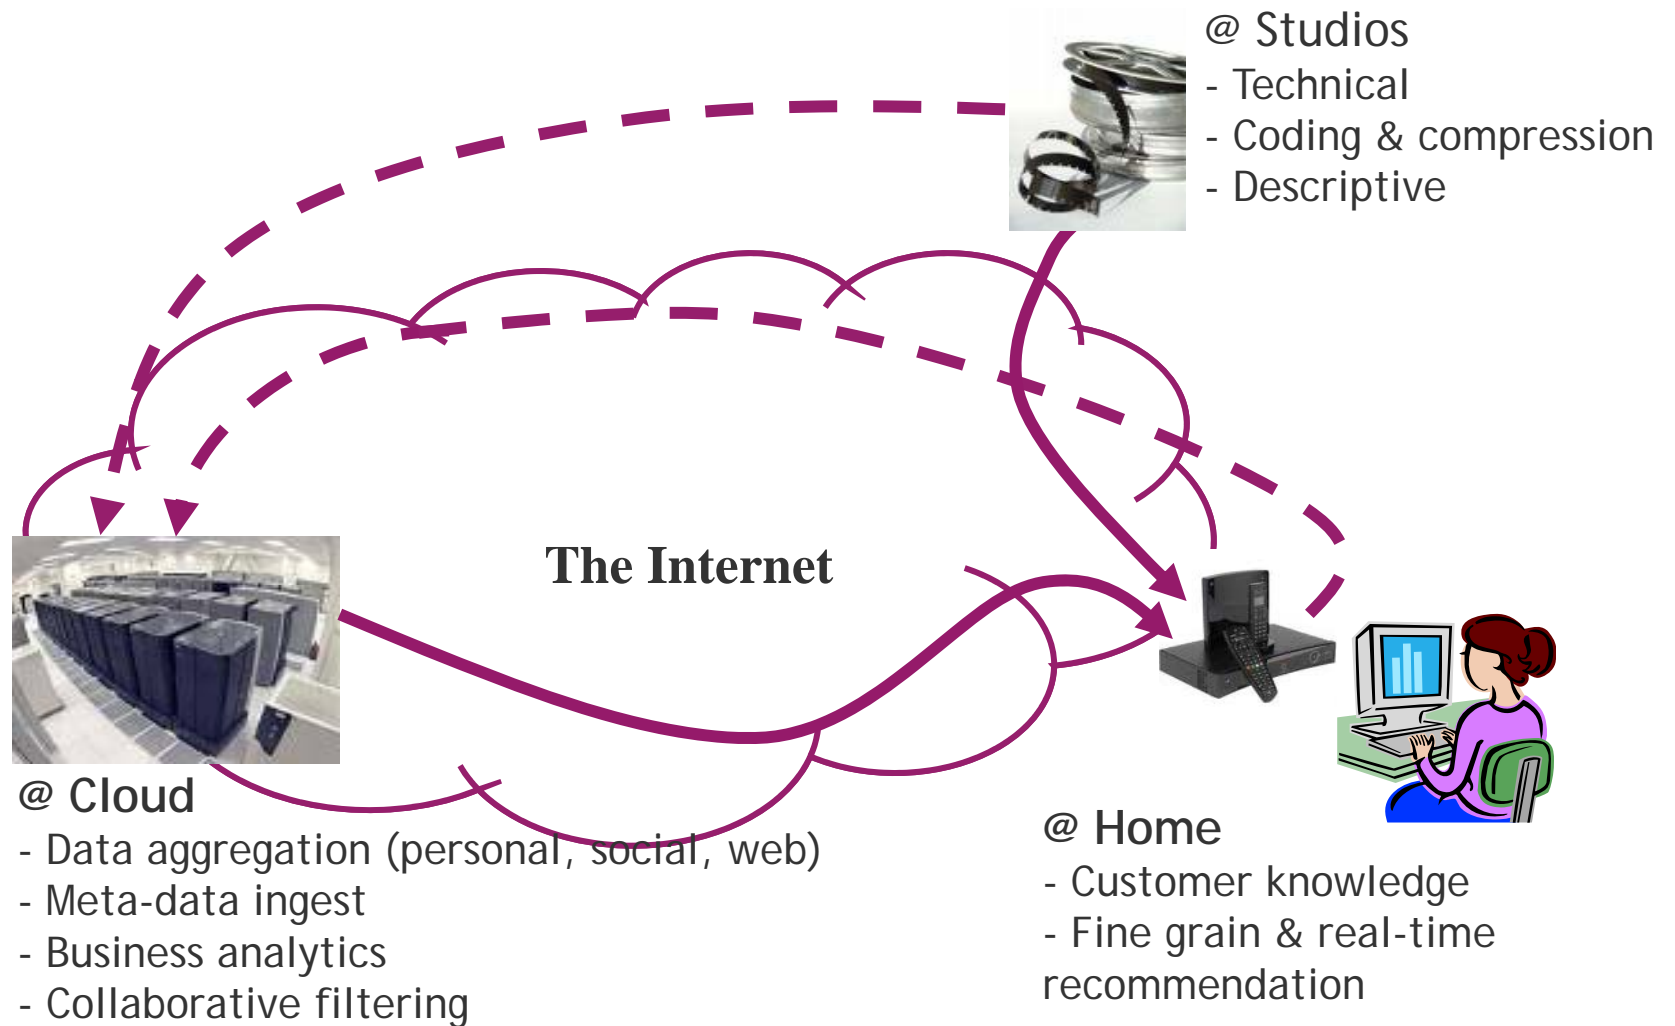 @ Studios
- Technical
- Coding & compression
- Descriptive
The Internet
@ Cloud
- Data aggregation (personal, social, web)
- Meta-data ingest
- Business analytics
- Collaborative filtering
@ Home
- Customer knowledge
- Fine grain & real-time
recommendation